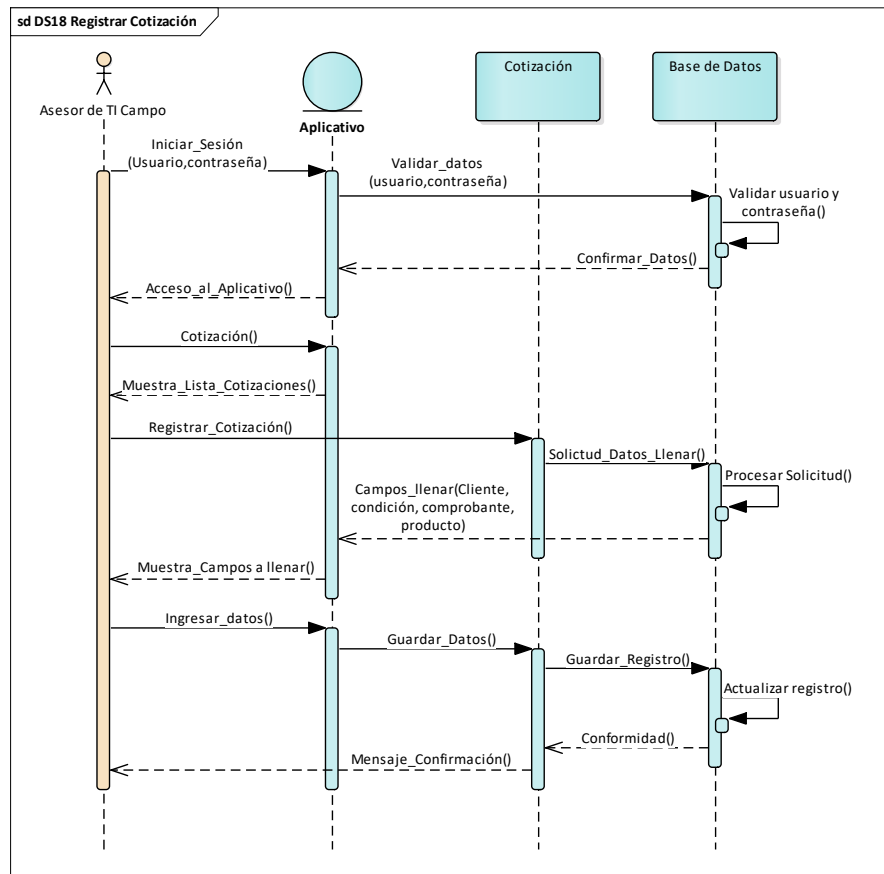 sd DS18 Registrar Cotización
Asesor de TI Campo
Aplicativo
Cotización
Base de Datos
Iniciar_Sesión
(Usuario,contraseña)
Validar_datos
(usuario,contraseña)
Validar usuario y
contraseña()
Confirmar_Datos()
Acceso_al_Aplicativo()
Cotización()
Muestra_Lista_Cotizaciones()
Registrar_Cotización()
Solictud_Datos_Llenar()
Procesar Solicitud()
Campos_llenar(Cliente,
condición, comprobante,
producto)
Muestra_Campos a llenar()
Ingresar_datos()
Guardar_Datos()
Guardar_Registro()
Actualizar registro()
Conformidad()
Mensaje_Confirmación()